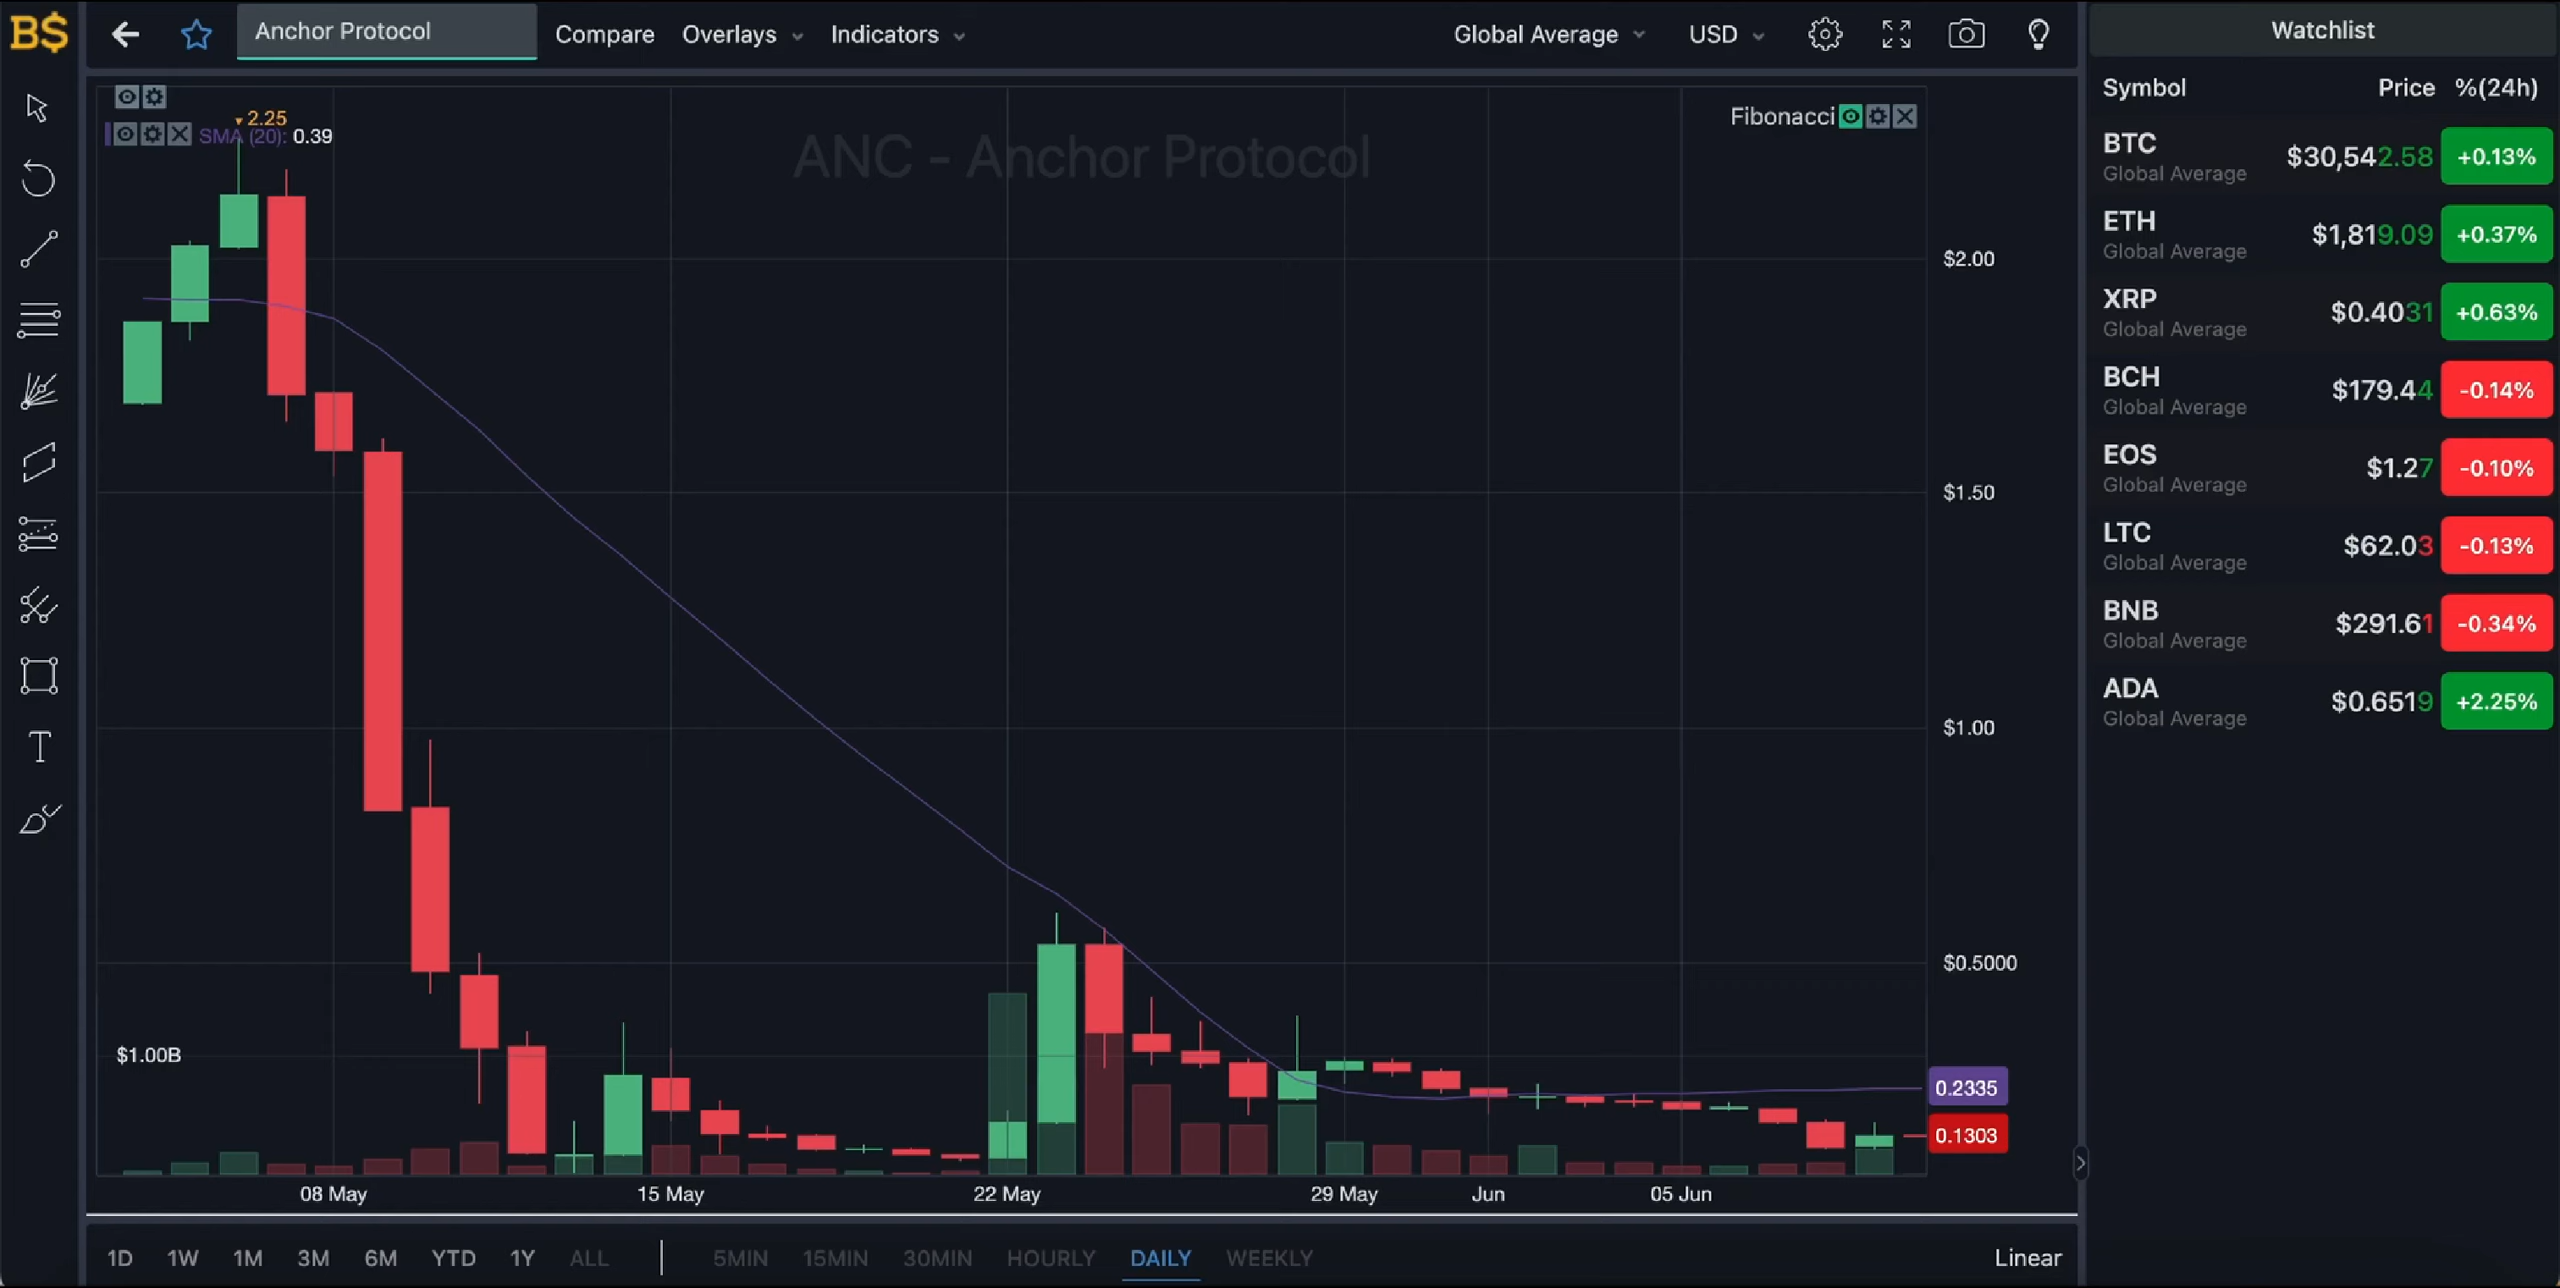 B$
Anchor Protocol
Compare
Overlays
Indicators
Global Average
USD
Watchlist
Symbol Price %(24h)
2.25
SMA (20): 0.39
Fibonacci
ANC - Anchor Protocol
BTC $30,542.58 +0.13%
Global Average
ETH $1,819.09 +0.37%
Global Average
XRP $0.4031 +0.63%
Global Average
BCH $179.44 -0.14%
Global Average
EOS $1.27 -0.10%
Global Average
LTC $62.03 -0.13%
Global Average
BNB $291.61 -0.34%
Global Average
ADA $0.6519 +2.25%
Global Average
T
$2.00
$1.50
$1.00
$0.5000
$1.00B
0.2335
0.1303
08 May 15 May 22 May 29 May Jun 05 Jun
1D 1W 1M 3M 6M YTD 1Y ALL 5MIN 15MIN 30MIN HOURLY DAILY WEEKLY Linear